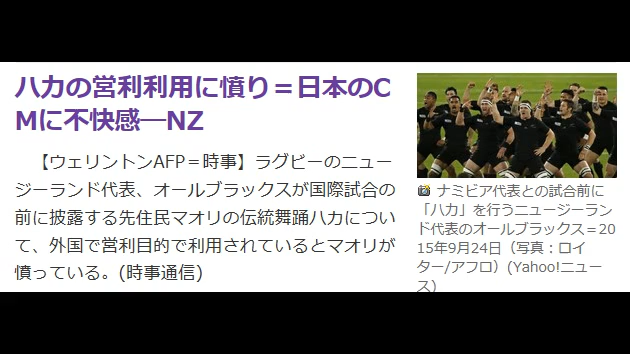 ハカの営利利用に憤り＝日本のC
Mに不快感―NZ
【ウェリントンAFP＝時事】ラグビーのニュー
ジーランド代表、オールブラックスが国際試合の
前に披露する先住民マオリの伝統舞踊ハカについ
て、外国で営利目的で利用されているとマオリが
憤っている。(時事通信)
ナミビア代表との試合前に
「ハカ」を行うニュージーラン
ド代表のオールブラックス＝20
15年9月24日（写真：ロイ
ター/アフロ）(Yahoo!ニュー
ス)